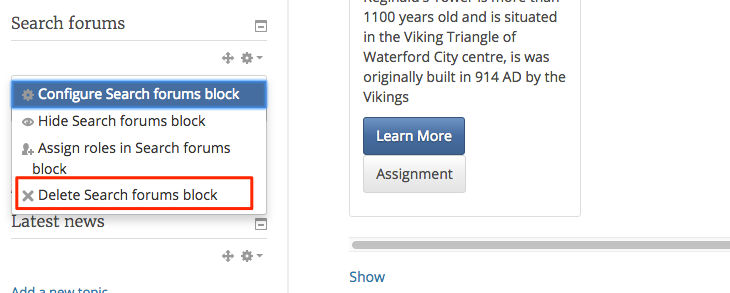 Search forums
Configure Search forums block
Hide Search forums block
Assign roles in Search forums
block
Delete Search forums block
Latest news
Add a new topic
Reginald's Tower is more than
1100 years old and is situated
in the Viking Triangle of
Waterford City centre, is was
originally built in 914 AD by the
Vikings
Learn More
Assignment
Show